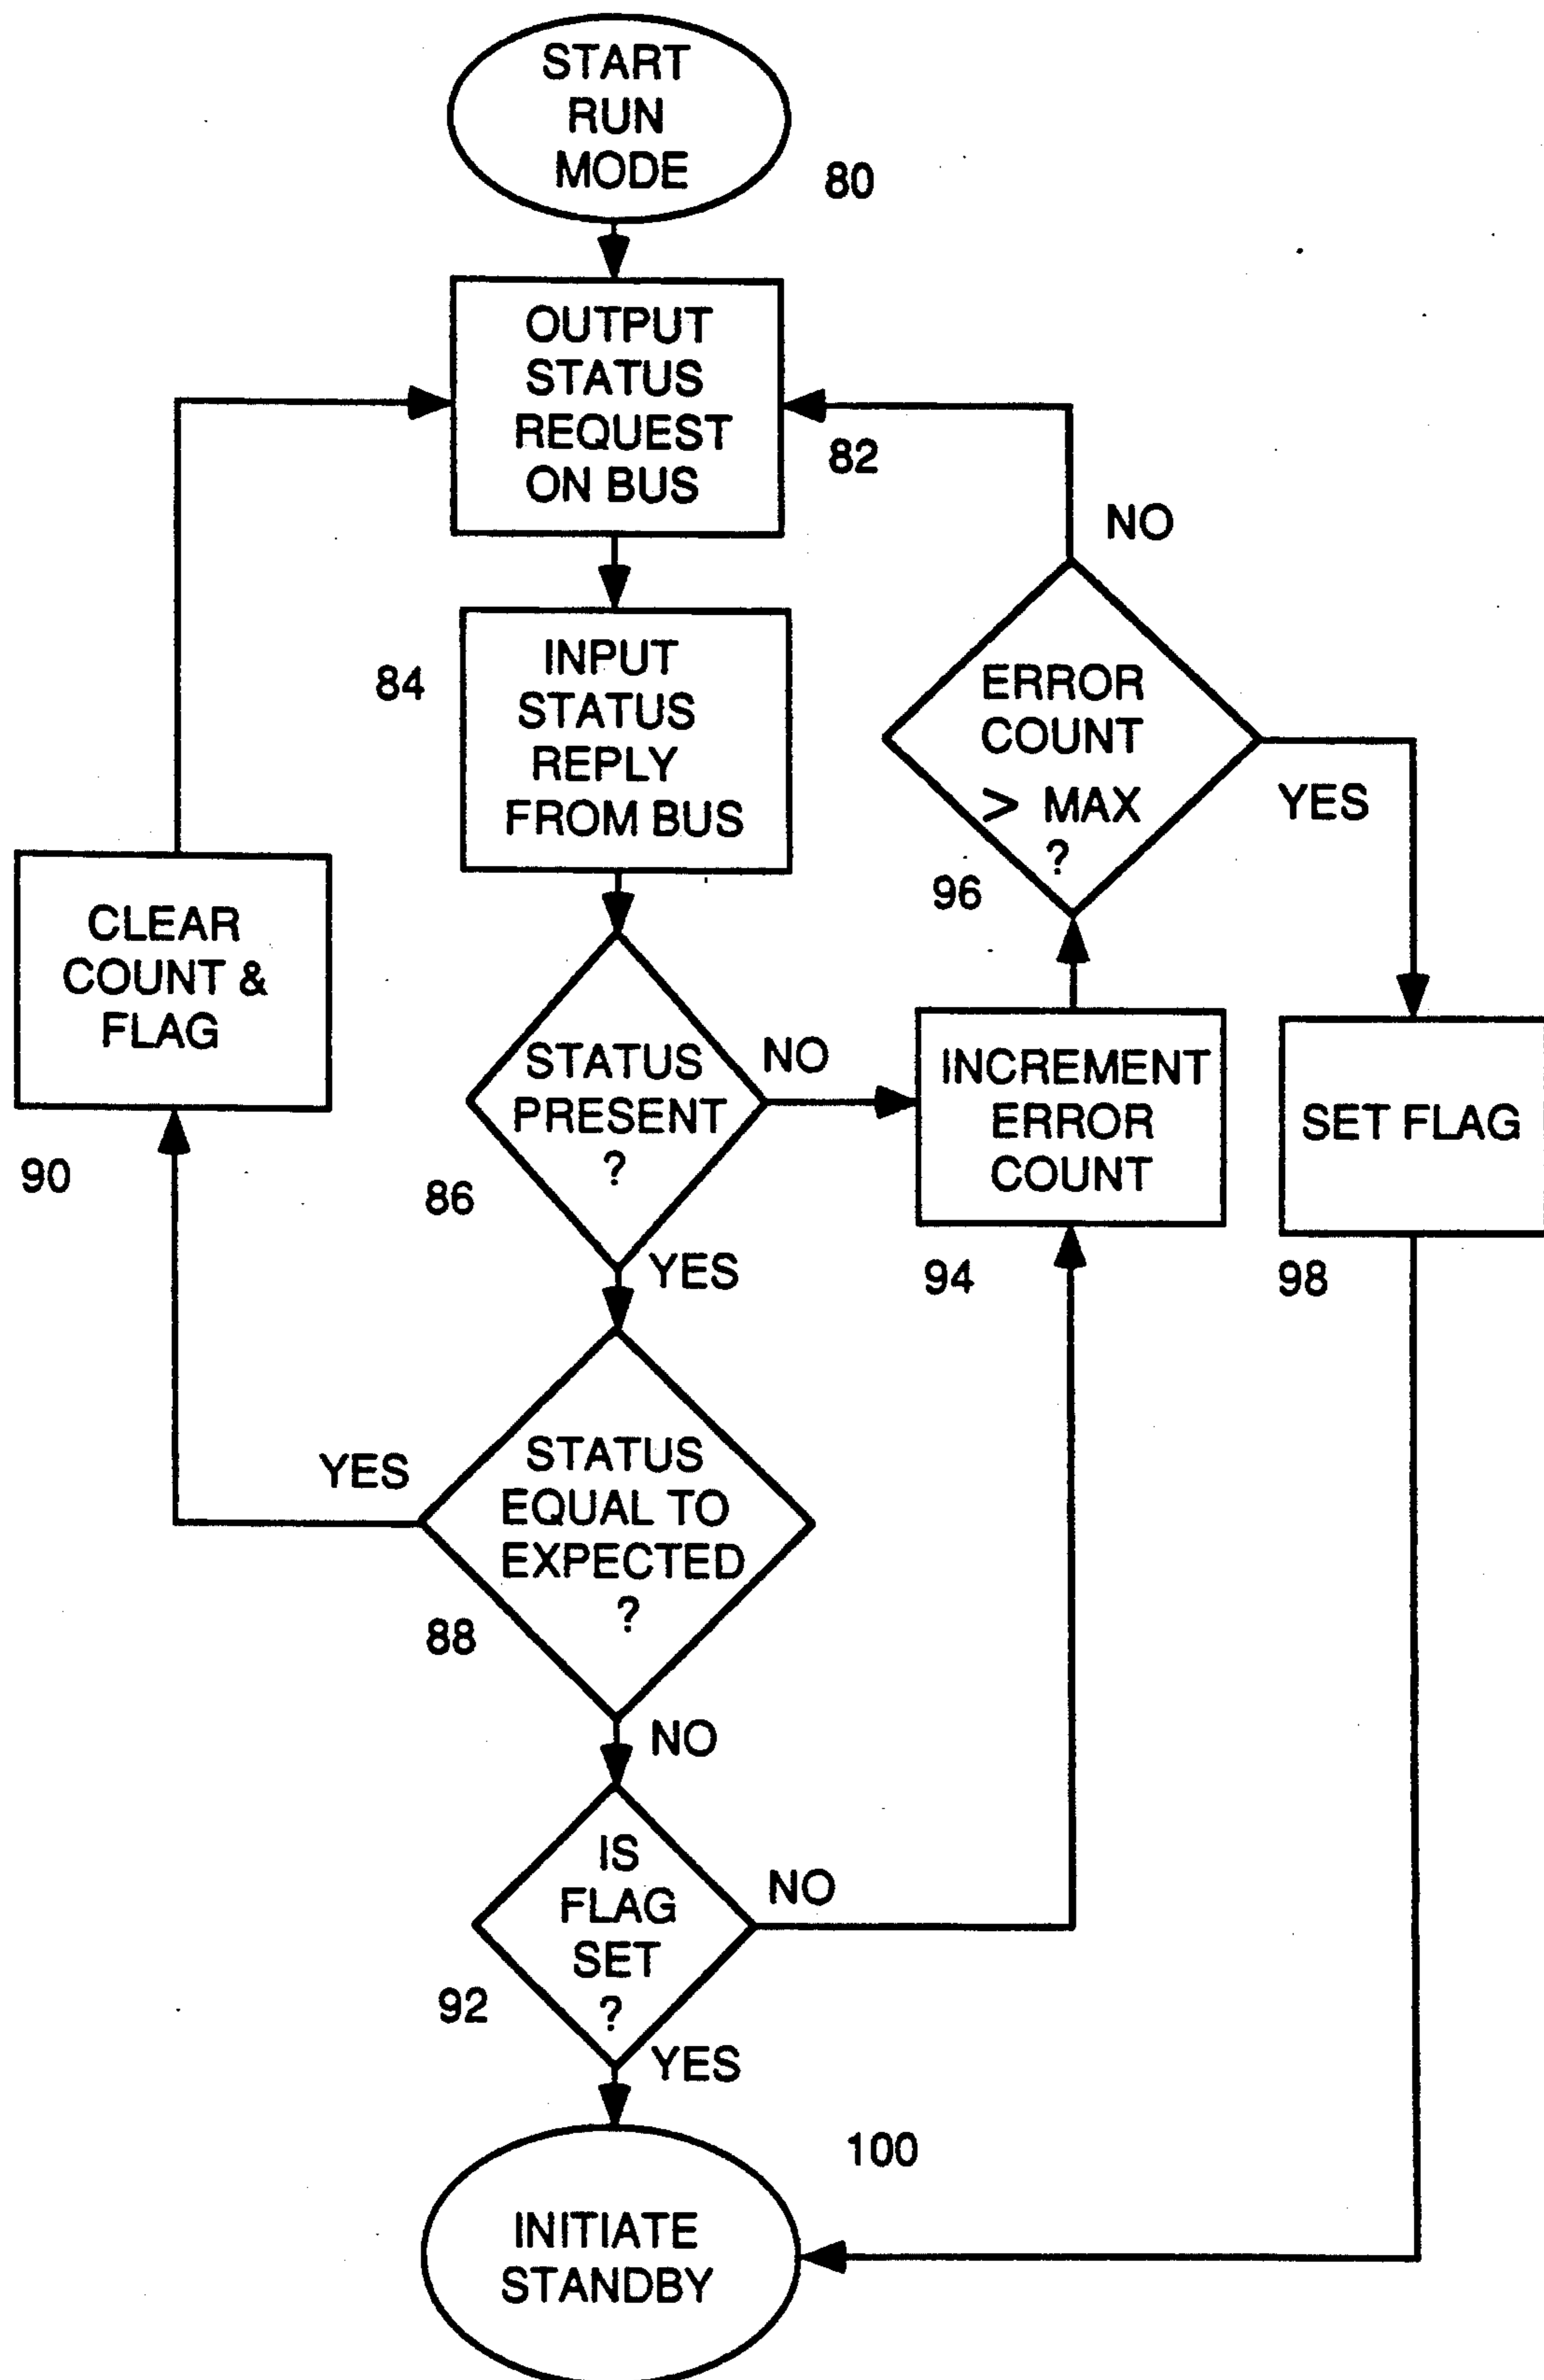 START
RUN
MODE
80
OUTPUT
STATUS
REQUEST
ON BUS
82
NO
INPUT
STATUS
REPLY
FROM BUS
84
ERROR
COUNT
> MAX
?
96
YES
CLEAR
COUNT &
FLAG
90
STATUS
PRESENT
?
86
NO
YES
INCREMENT
ERROR
COUNT
94
SET FLAG
98
STATUS
EQUAL TO
EXPECTED
?
88
YES
NO
IS
FLAG
SET
?
92
NO
YES
100
INITIATE
STANDBY